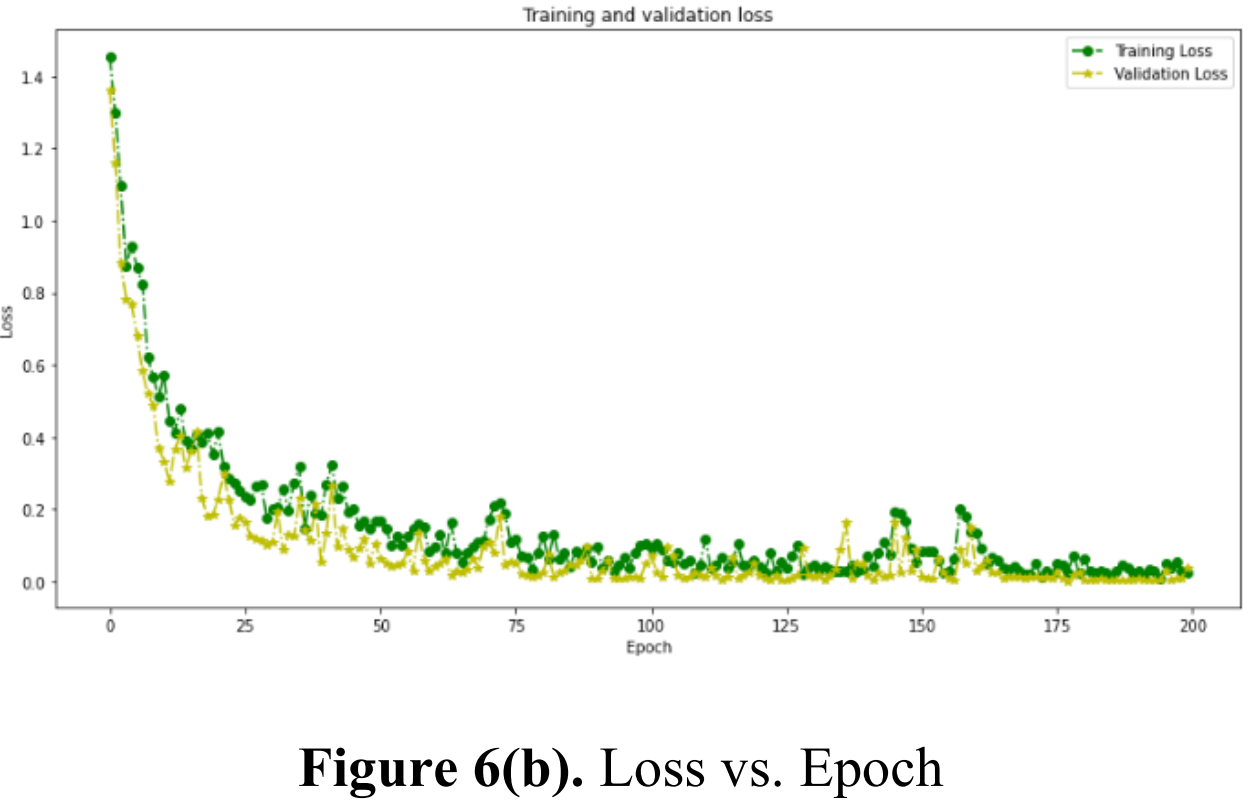 Training and validation loss
Training Loss
Validation Loss
1.4
1.2
1.0
0.8
0.6
0.4
0.2
0.0
Loss
0 25 50 75 100 125 150 175 200
Epoch
Figure 6(b). Loss vs. Epoch